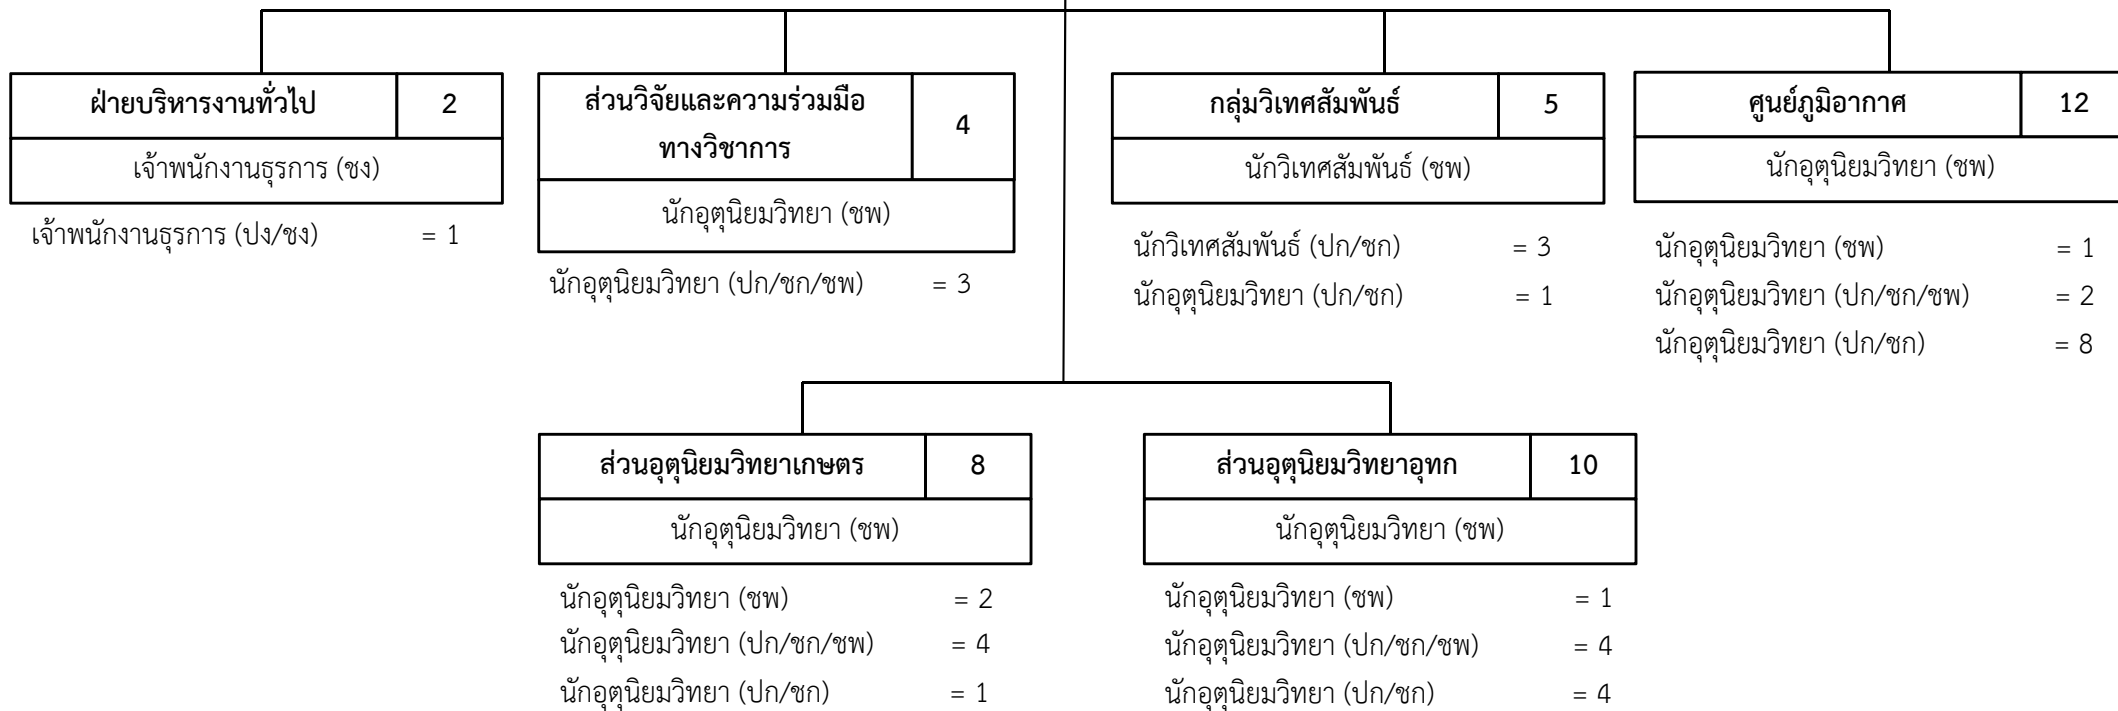 ฝ่ายบริหารงานทั่วไป 2
เจ้าพนักงานธุรการ (ชง)
เจ้าพนักงานธุรการ (ปง/ชง) = 1
ส่วนวิจัยและความร่วมมือ
ทางวิชาการ 4
นักอุตุนิยมวิทยา (ชพ)
นักอุตุนิยมวิทยา (ปก/ชก/ชพ) = 3
กลุ่มวิเทศสัมพันธ์ 5
นักวิเทศสัมพันธ์ (ชพ)
นักวิเทศสัมพันธ์ (ปก/ชก) = 3
นักอุตุนิยมวิทยา (ปก/ชก) = 1
ศูนย์ภูมิอากาศ 12
นักอุตุนิยมวิทยา (ชพ)
นักอุตุนิยมวิทยา (ชพ) = 1
นักอุตุนิยมวิทยา (ปก/ชก/ชพ) = 2
นักอุตุนิยมวิทยา (ปก/ชก) = 8
ส่วนอุตุนิยมวิทยาเกษตร 8
นักอุตุนิยมวิทยา (ชพ)
นักอุตุนิยมวิทยา (ชพ) = 2
นักอุตุนิยมวิทยา (ปก/ชก/ชพ) = 4
นักอุตุนิยมวิทยา (ปก/ชก) = 1
ส่วนอุตุนิยมวิทยาอุทก 10
นักอุตุนิยมวิทยา (ชพ)
นักอุตุนิยมวิทยา (ชพ) = 1
นักอุตุนิยมวิทยา (ปก/ชก/ชพ) = 4
นักอุตุนิยมวิทยา (ปก/ชก) = 4